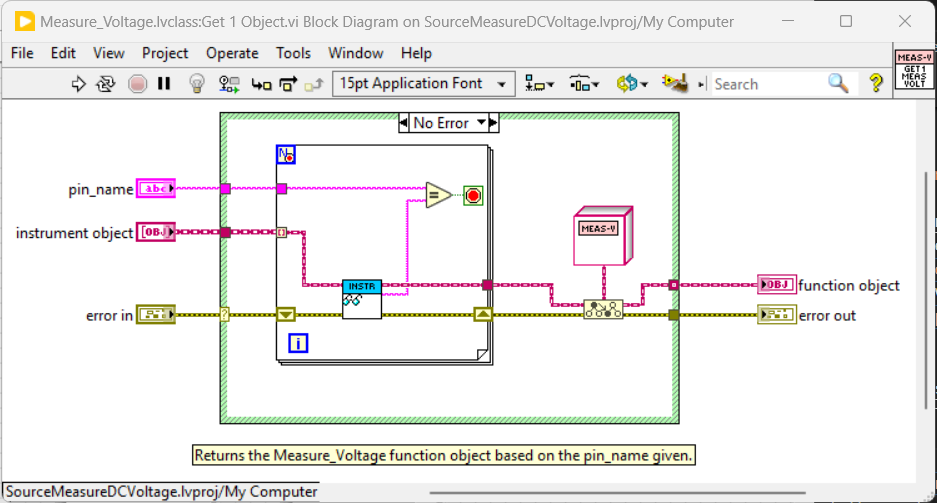 Measure_Voltage.lvclass:Get 1 Object.vi Block Diagram on SourceMeasureDCVoltage.lvproj/My Computer
File Edit View Project Operate Tools Window Help
15pt Application Font
Search
?
MEAS-V
GET1
MEAS
VOLT
No Error
N
pin_name
abc
=
instrument object
[OBJ]
MEAS-V
INSTR
OBJ
function object
error in
?
error out
i
Returns the Measure_Voltage function object based on the pin_name given.
SourceMeasureDCVoltage.lvproj/My Computer